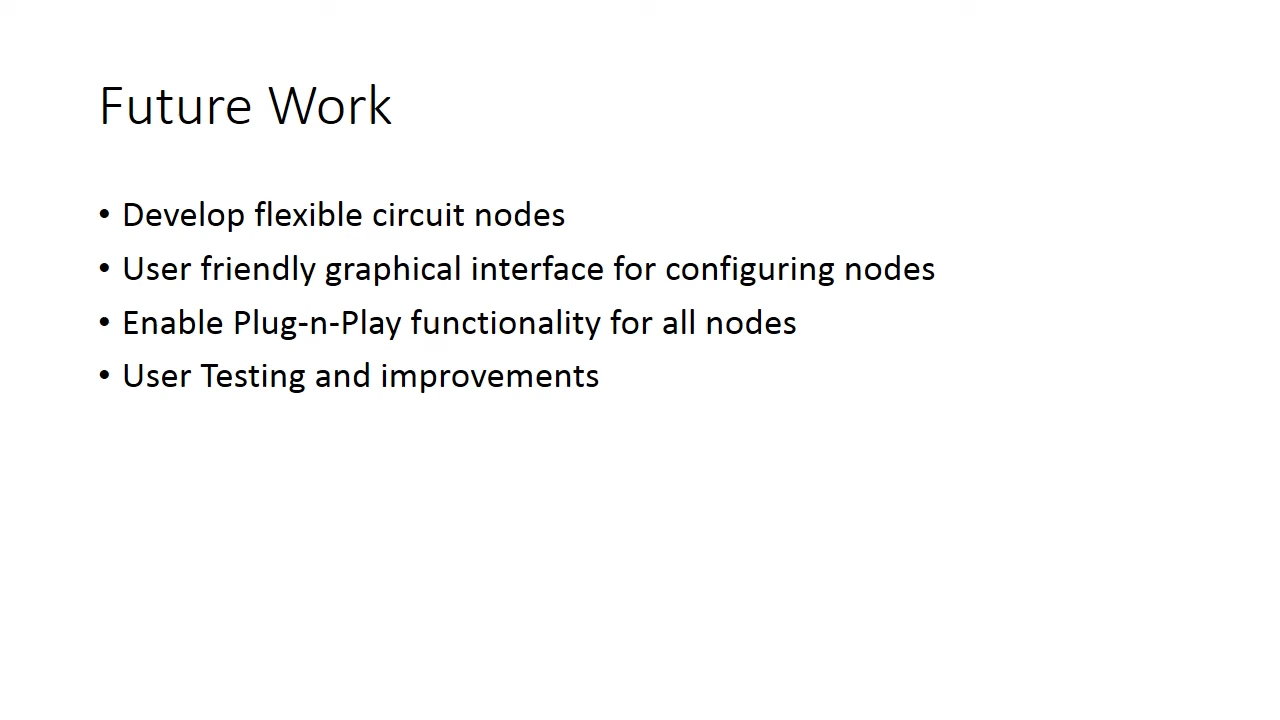 Future Work
• Develop flexible circuit nodes
• User friendly graphical interface for configuring nodes
• Enable Plug-n-Play functionality for all nodes
• User Testing and improvements